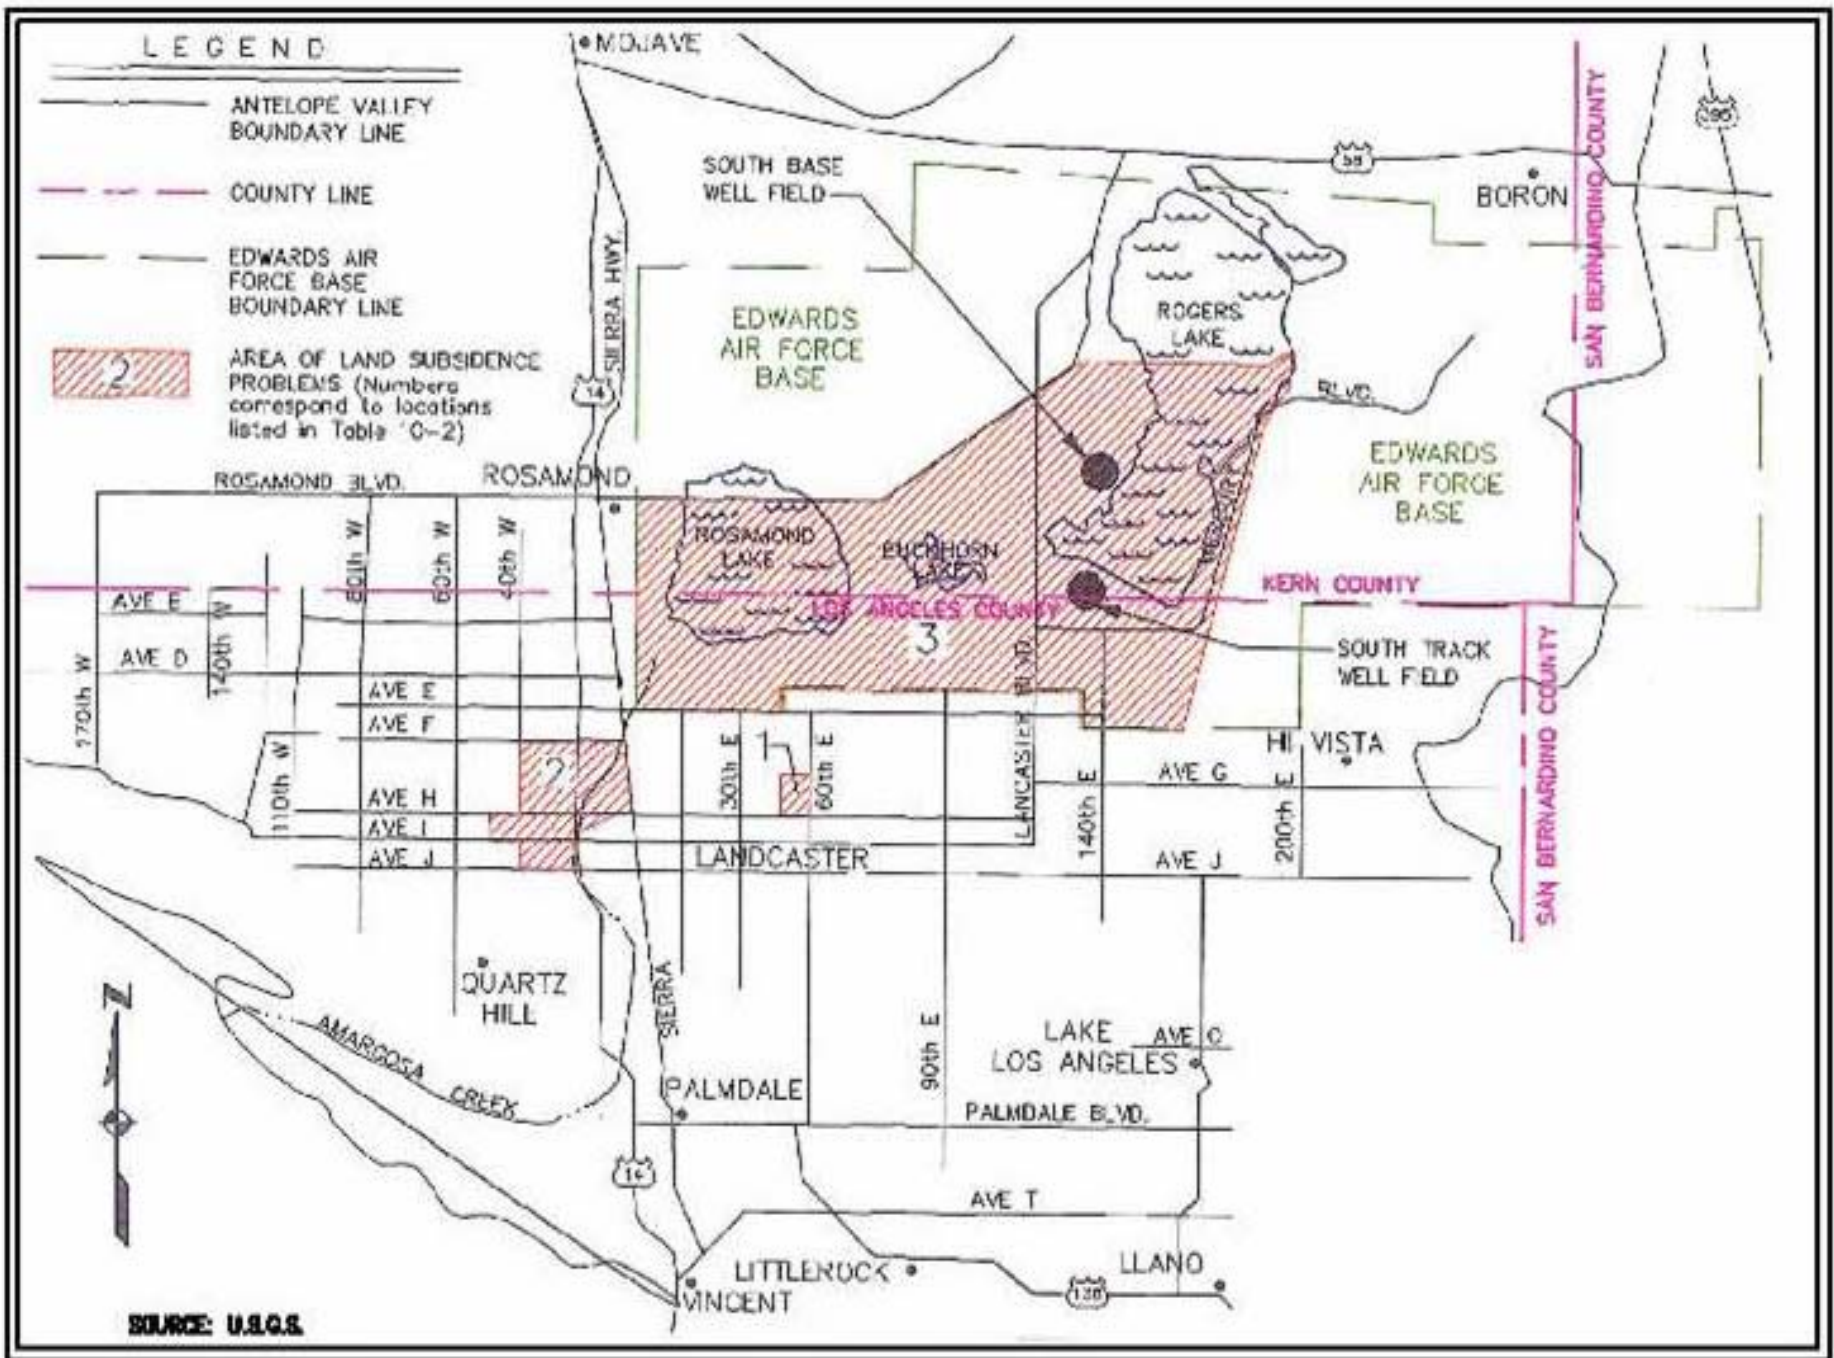 LEGEND
ANTELOPE VALLEY
BOUNDARY LINE
COUNTY LINE
EDWARDS AIR
FORCE BASE
BOUNDARY LINE
2
AREA OF LAND SUBSIDENCE
PROBLEMS (Numbers
correspond to locations
listed in Table
MOJAVE
SOUTH BASE
WELL FIELD
58
395
BORON
SAN BERNARDINO COUNTY
SIERRA HWY.
14
EDWARDS
AIR FORCE
BASE
ROGERS
LAKE
BLVD.
EDWARDS
AIR FORCE
BASE
ROSAMOND BLVD.
ROSAMOND
ROSAMOND
LAKE
BUCKHORN
LAKE
80th W
60th W
40th W
KERN COUNTY
LOS ANGELES COUNTY
3
AVE E
140th W
AVE D
270th W
AVE E
AVE F
SOUTH TRACK
WELL FIELD
SAN BERNARDINO COUNTY
LANCASTER BLVD.
HI VISTA
110th W
2
30th E
1
60th E
140th E
AVE G
200th E
AVE H
AVE I
AVE J
LANDCASTER
AVE J
QUARTZ
HILL
SIERRA
90th E
LAKE
LOS ANGELES
AVE O
AMARGOSA
CREEK
PALMDALE
PALMDALE BLVD.
14
AVE T
LITTLEROCK
LLANO
138
VINCENT
SOURCE: U.S.G.S.